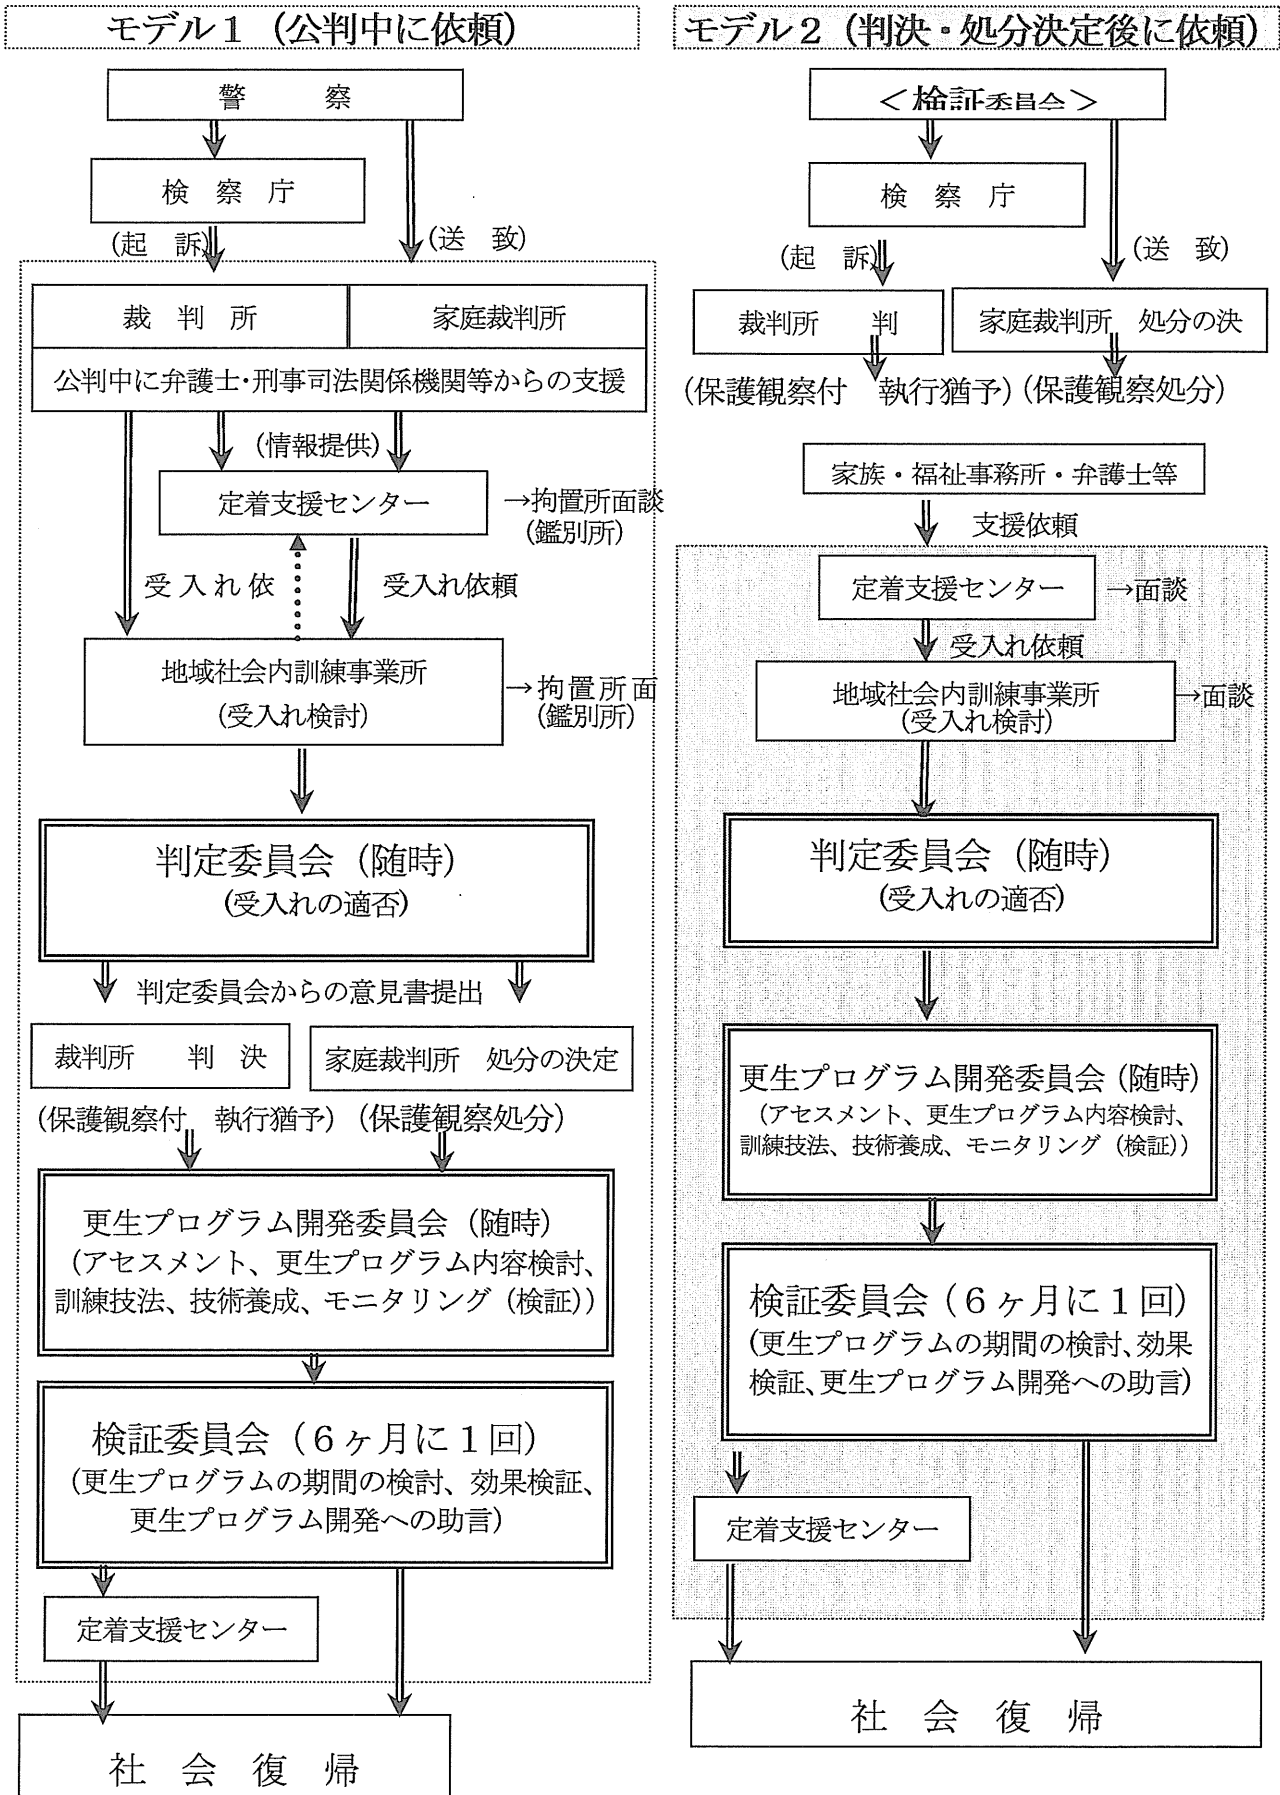 モデル１（公判中に依頼）
警　察
検 察 庁
(起　訴)
(送　致)
裁 判 所
家庭裁判所
公判中に弁護士・刑事司法関係機関等からの支援
(情報提供)
定着支援センター
→拘置所面談
(鑑別所)
受入れ依
受入れ依頼
地域社会内訓練事業所
(受入れ検討)
→拘置所面
(鑑別所)
判定委員会（随時）
(受入れの適否)
判定委員会からの意見書提出
裁判所　判 決
家庭裁判所　処分の決定
(保護観察付　執行猶予)
(保護観察処分)
更生プログラム開発委員会（随時）
（アセスメント、更生プログラム内容検討、
訓練技法、技術養成、モニタリング（検証））
検証委員会（６ヶ月に１回）
(更生プログラムの期間の検討、効果検証、
更生プログラム開発への助言)
定着支援センター
社 会 復 帰
モデル２（判決・処分決定後に依頼）
＜検証委員会＞
検 察 庁
(起　訴)
(送　致)
裁判所　判
家庭裁判所　処分の決
(保護観察付　執行猶予)
(保護観察処分)
家族・福祉事務所・弁護士等
支援依頼
定着支援センター
→面談
受入れ依頼
地域社会内訓練事業所
(受入れ検討)
→面談
判定委員会（随時）
(受入れの適否)
更生プログラム開発委員会（随時）
（アセスメント、更生プログラム内容検討、
訓練技法、技術養成、モニタリング（検証））
検証委員会（６ヶ月に１回）
(更生プログラムの期間の検討、効果
検証、更生プログラム開発への助言)
定着支援センター
社 会 復 帰